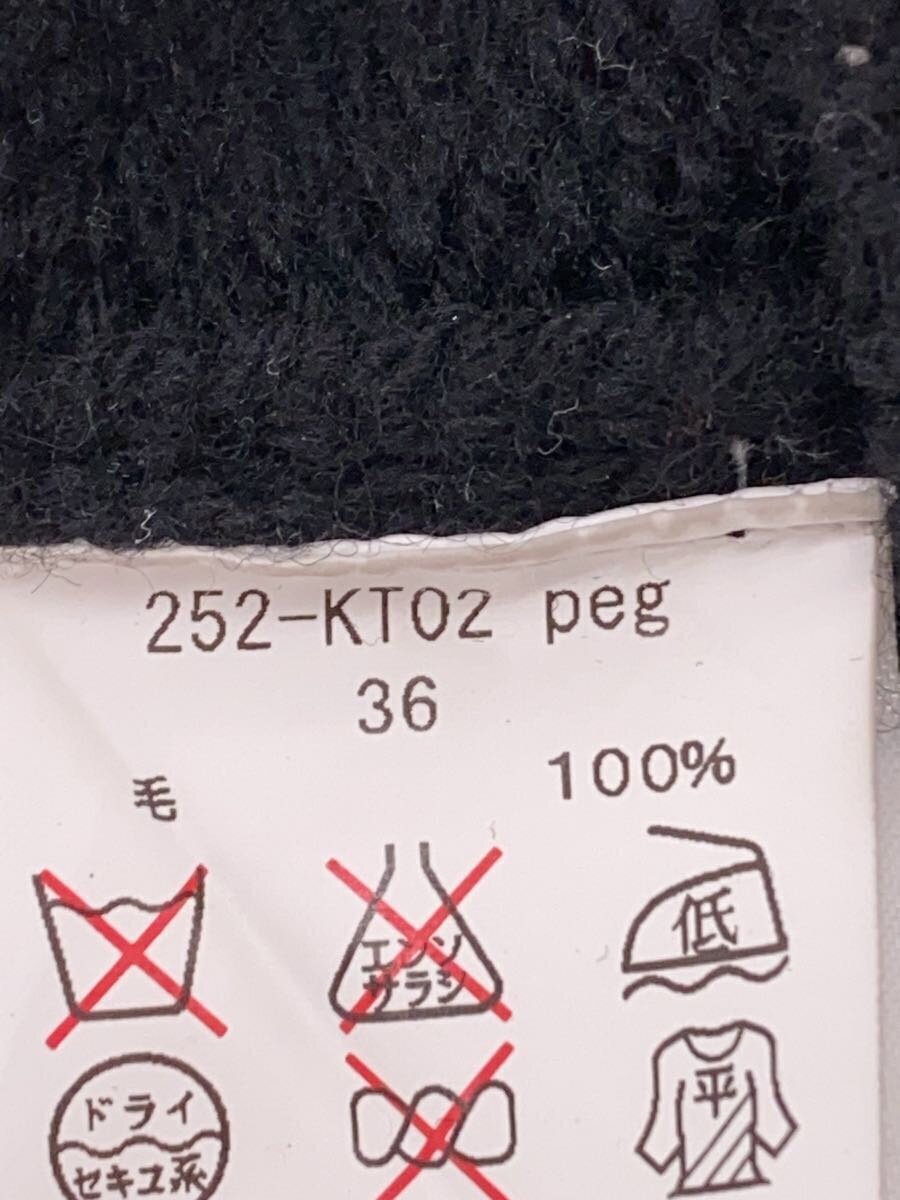 252-KT02 peg
36
毛 100%
エンソ
サラシ
低
ドライ
セキユ系
平